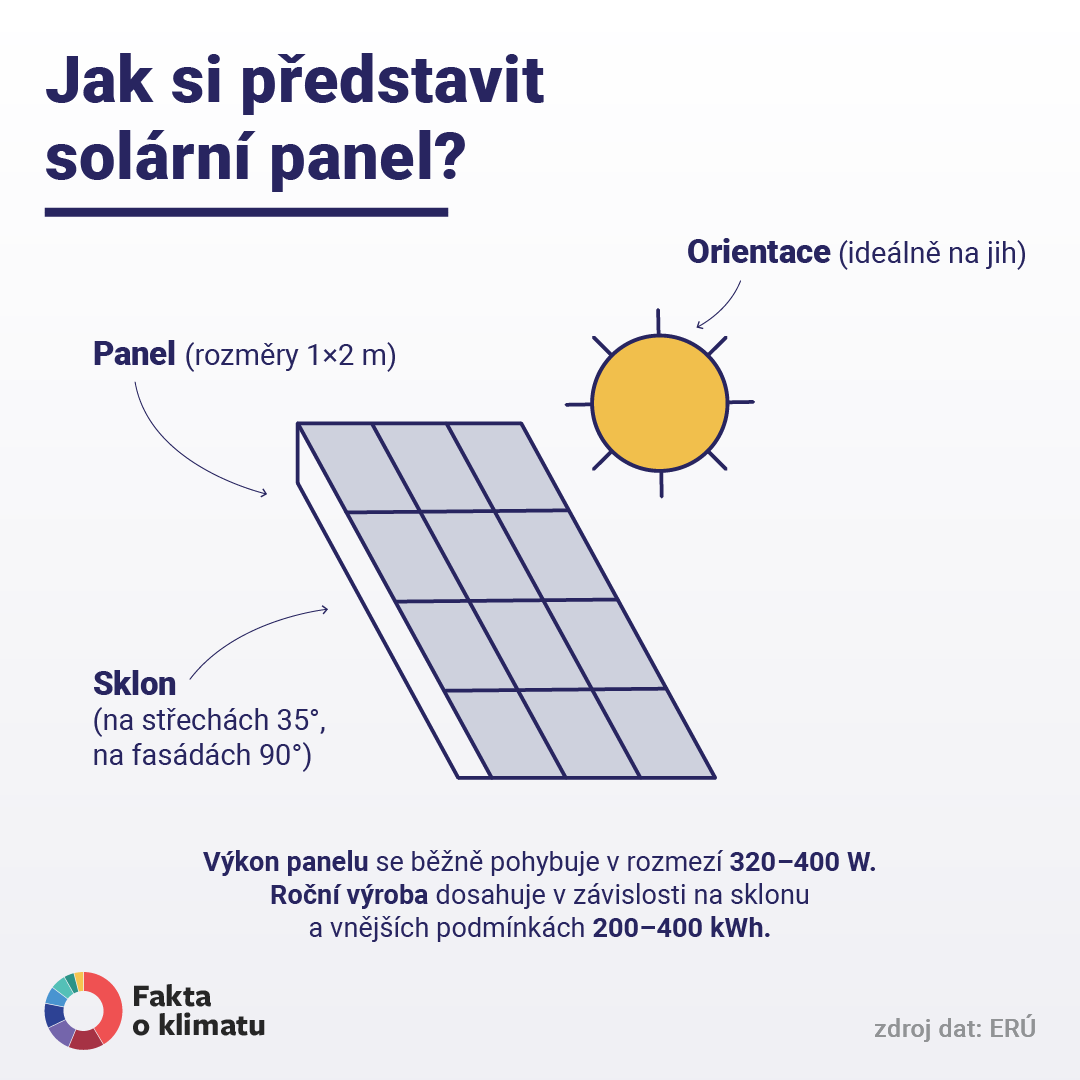 Jak si představit
solární panel?
Orientace (ideálně na jih)
Panel (rozměry 1×2 m)
Sklon
(na střechách 35°,
na fasádách 90°)
Výkon panelu se běžně pohybuje v rozmezí 320–400 W.
Roční výroba dosahuje v závislosti na sklonu
a vnějších podmínkách 200–400 kWh.
Fakta
o klimatu
zdroj dat: ERÚ